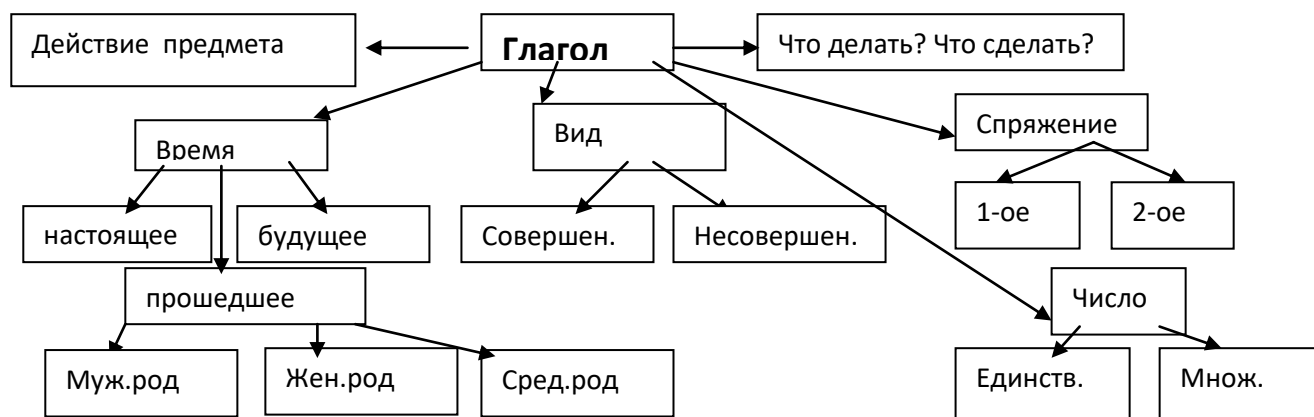 Действие предмета
Глагол
Что делать? Что сделать?
Время
Вид
Спряжение
настоящее
будущее
Совершен.
Несовершен.
1-ое
2-ое
прошедшее
Число
Муж.род
Жен.род
Сред.род
Единств.
Множ.